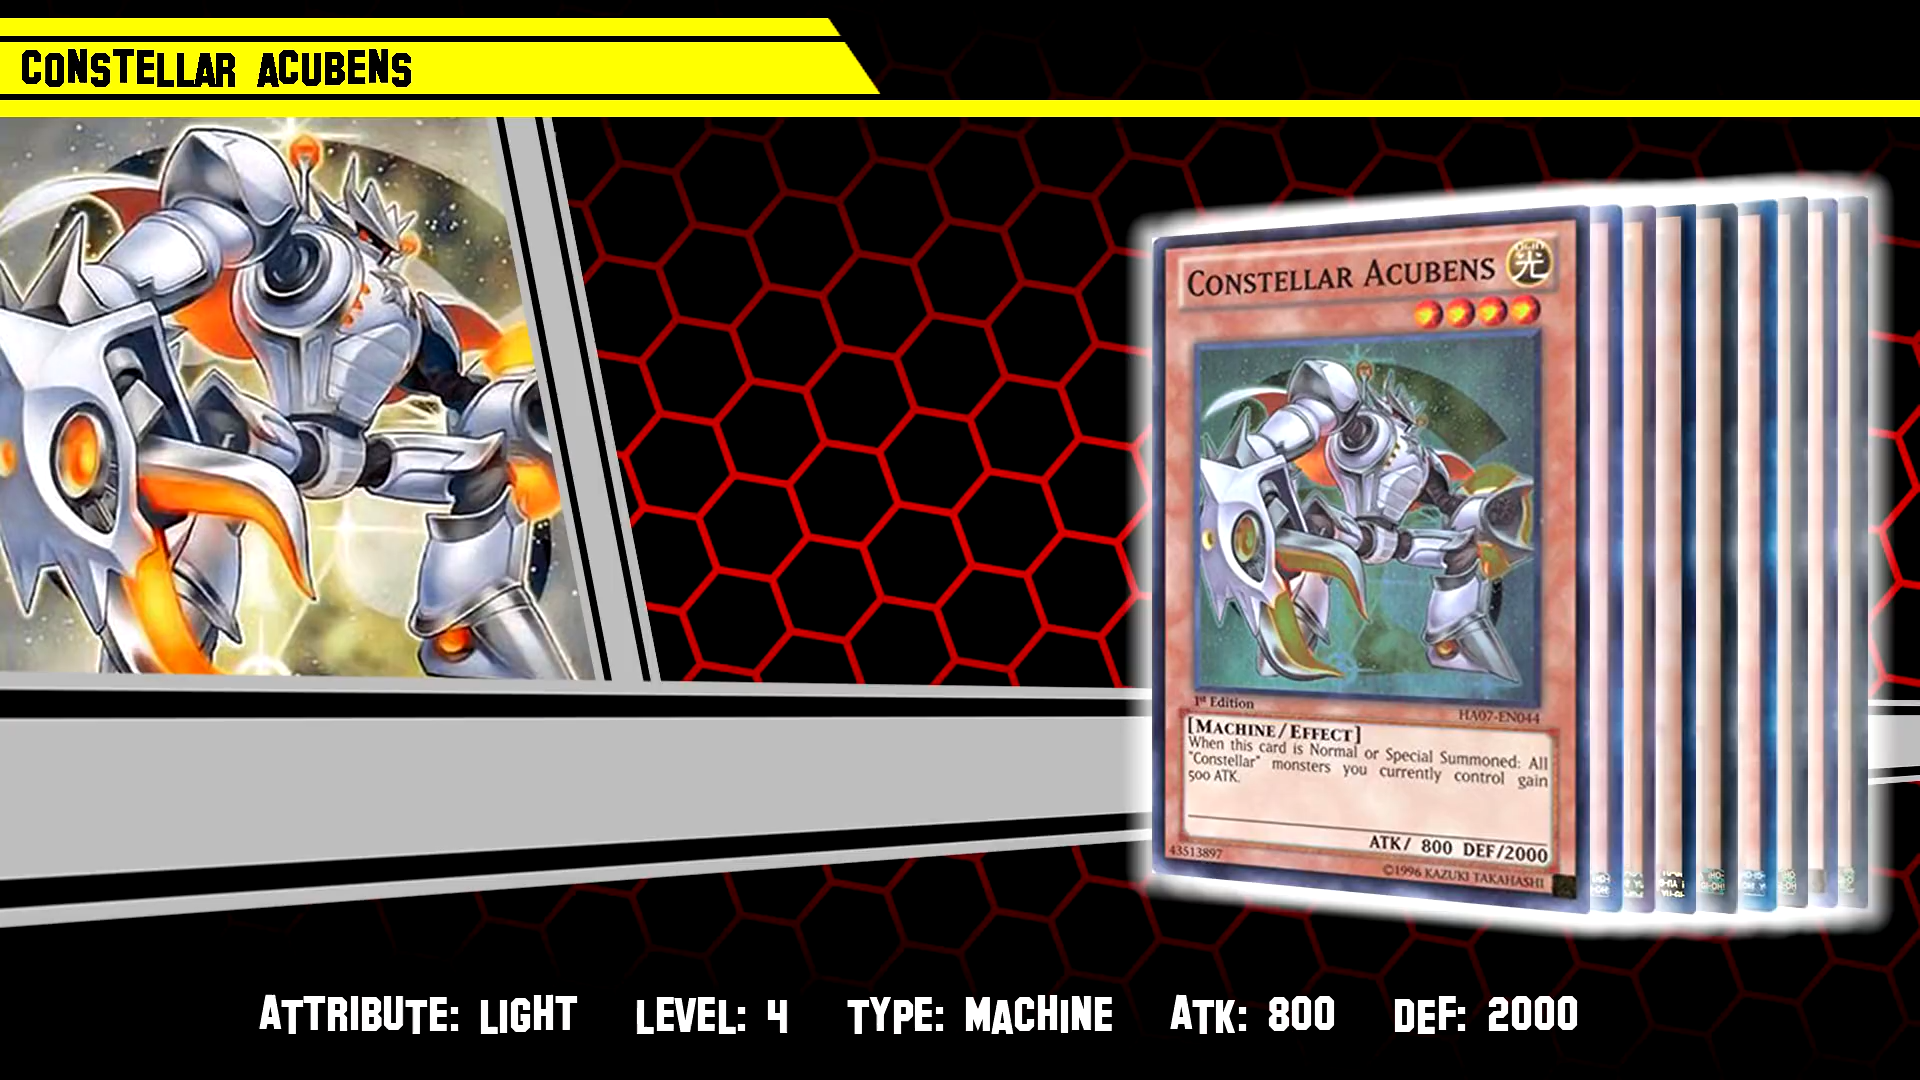 CONSTELLAR ACUBENS
CONSTELLAR ACUBENS
光
1st Edition
HA07-EN044
[MACHINE/EFFECT]
When this card is Normal or Special Summoned: All
"Constellar" monsters you currently control gain
500 ATK.
ATK/ 800 DEF/2000
43513897
©1996 KAZUKI TAKAHASHI
ATTRIBUTE: LIGHT LEVEL: 4 TYPE: MACHINE ATK: 800 DEF: 2000